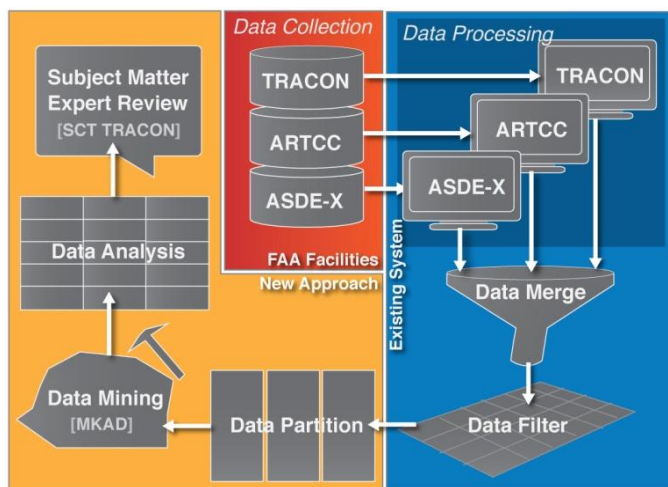 Data Collection
Data Processing
Subject Matter
Expert Review
[SCT TRACON]
TRACON
TRACON
ARTCC
ARTCC
ASDE-X
ASDE-X
Data Analysis
FAA Facilities
New Approach
Existing System
Data Merge
Data Mining
[MKAD]
Data Partition
Data Filter